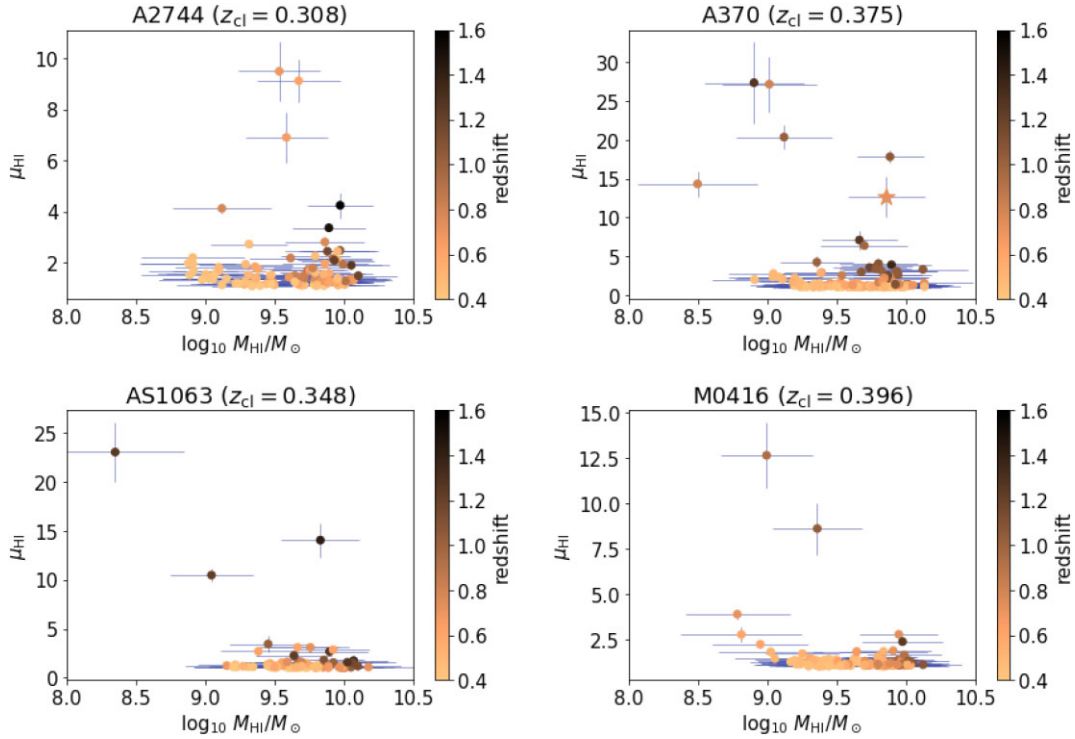 A2744 (z_cl = 0.308)
10
8
6
4
2
μ_HI
8.0 8.5 9.0 9.5 10.0 10.5
log₁₀ M_HI/M_⊙
1.6
1.4
1.2
1.0
0.8
0.6
0.4
redshift
A370 (z_cl = 0.375)
30
25
20
15
10
5
0
μ_HI
8.0 8.5 9.0 9.5 10.0 10.5
log₁₀ M_HI/M_⊙
1.6
1.4
1.2
1.0
0.8
0.6
0.4
redshift
AS1063 (z_cl = 0.348)
25
20
15
10
5
0
μ_HI
8.0 8.5 9.0 9.5 10.0 10.5
log₁₀ M_HI/M_⊙
1.6
1.4
1.2
1.0
0.8
0.6
0.4
redshift
M0416 (z_cl = 0.396)
15.0
12.5
10.0
7.5
5.0
2.5
μ_HI
8.0 8.5 9.0 9.5 10.0 10.5
log₁₀ M_HI/M_⊙
1.6
1.4
1.2
1.0
0.8
0.6
0.4
redshift